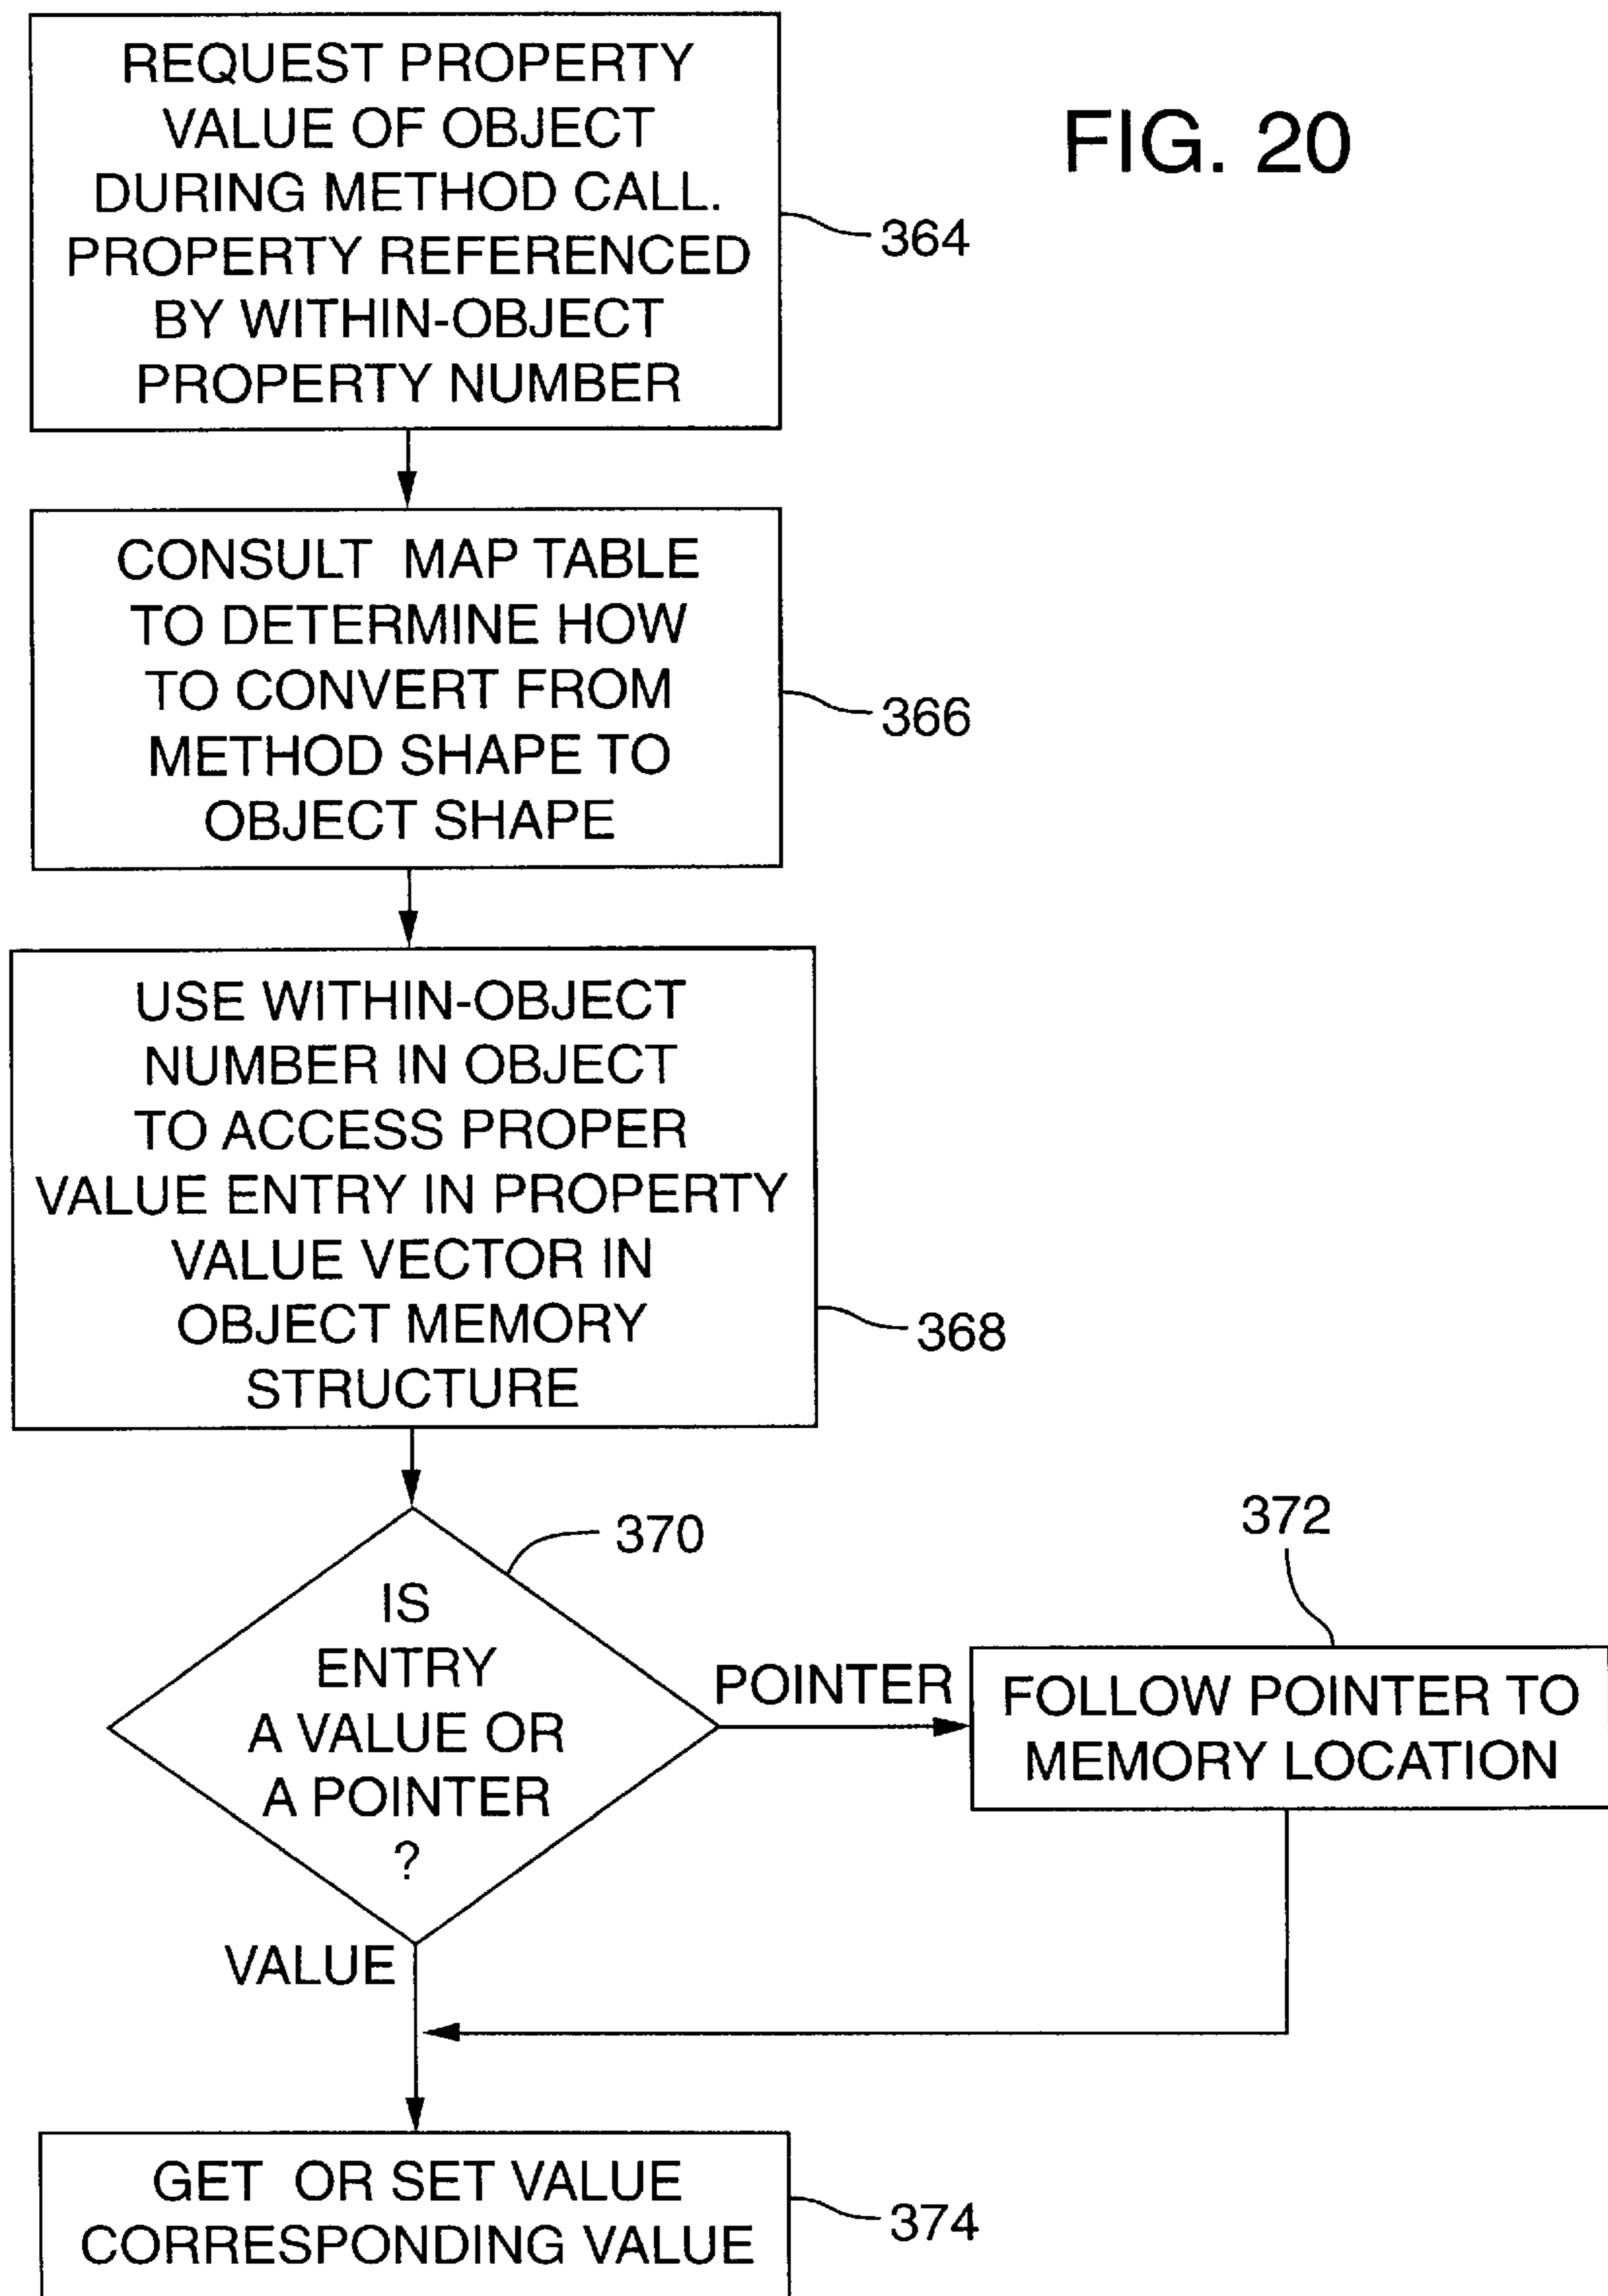 FIG. 20
REQUEST PROPERTY
VALUE OF OBJECT
DURING METHOD CALL.
PROPERTY REFERENCED
BY WITHIN-OBJECT
PROPERTY NUMBER
364
CONSULT MAP TABLE
TO DETERMINE HOW
TO CONVERT FROM
METHOD SHAPE TO
OBJECT SHAPE
366
USE WITHIN-OBJECT
NUMBER IN OBJECT
TO ACCESS PROPER
VALUE ENTRY IN PROPERTY
VALUE VECTOR IN
OBJECT MEMORY
STRUCTURE
368
370
IS
ENTRY
A VALUE OR
A POINTER
?
POINTER
372
FOLLOW POINTER TO
MEMORY LOCATION
VALUE
GET OR SET VALUE
CORRESPONDING VALUE
374